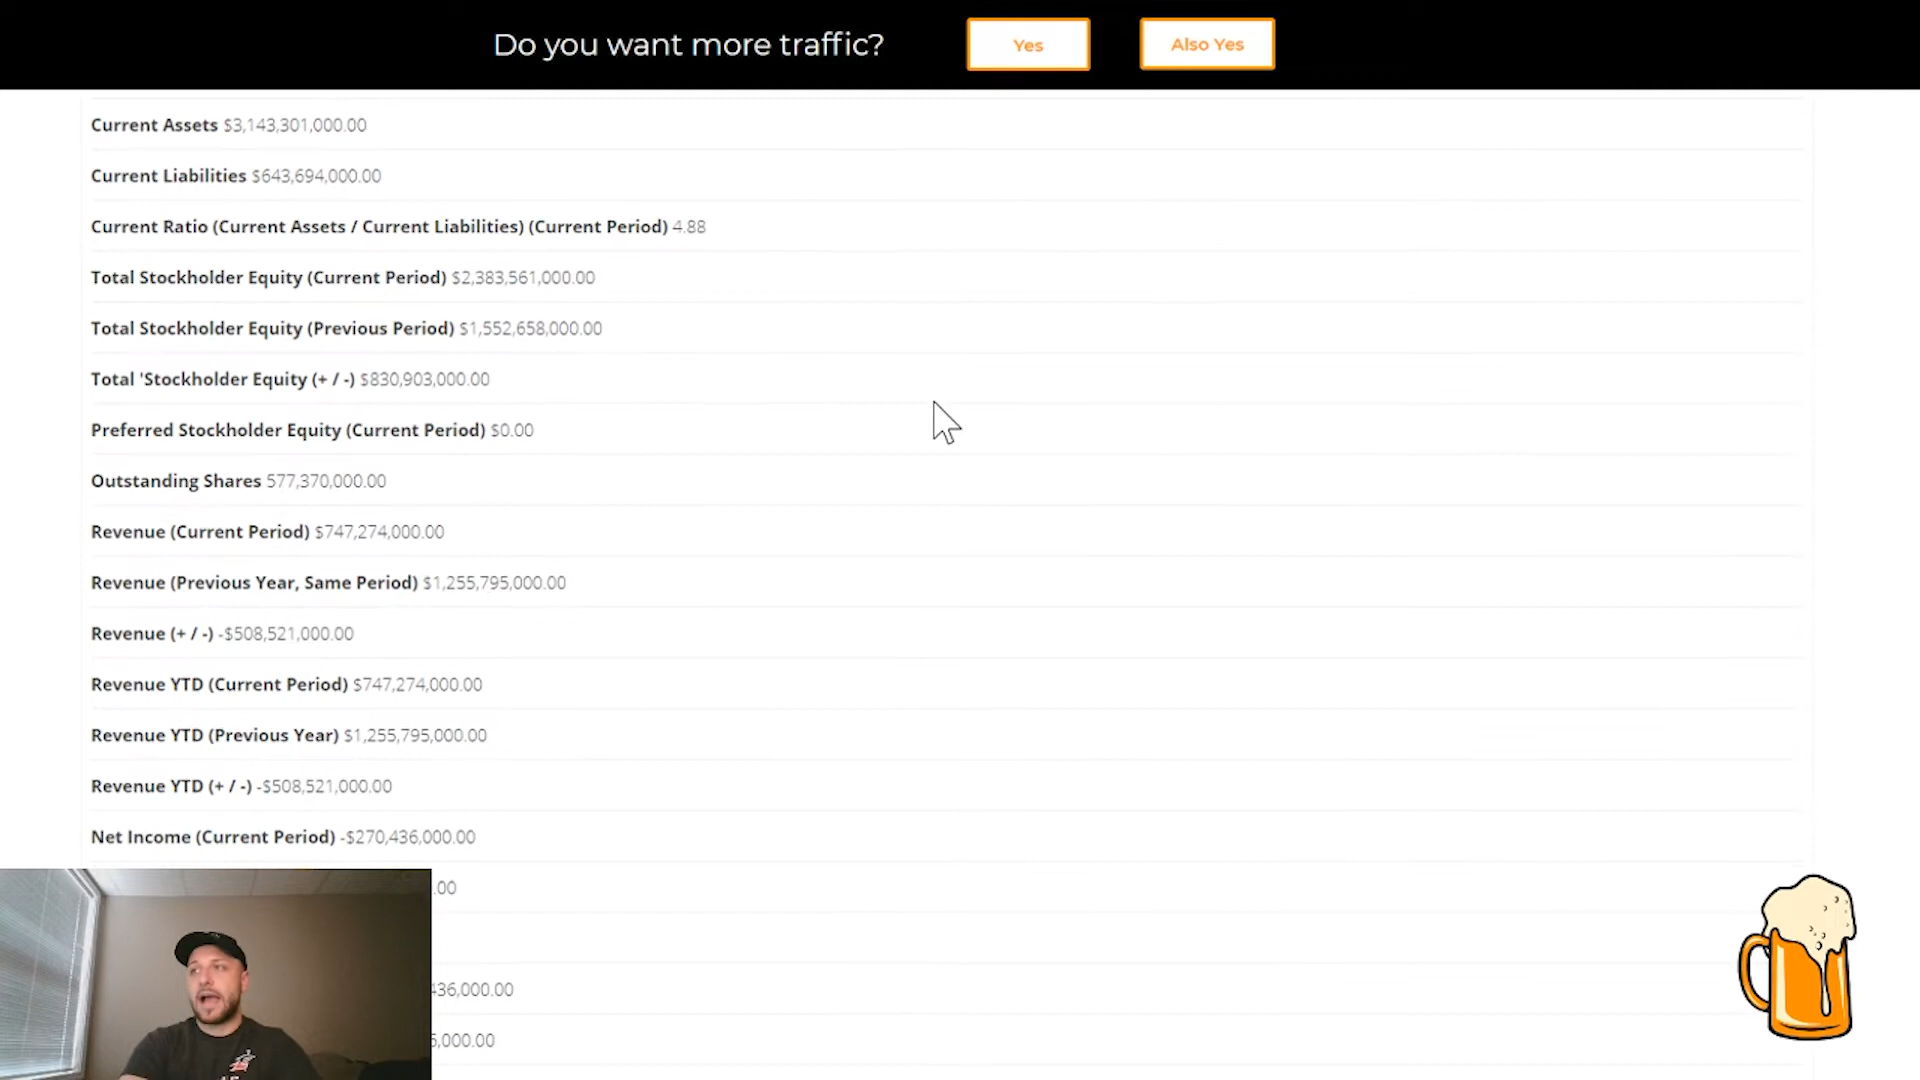 Do you want more traffic?
Yes
Also Yes
Current Assets $3,143,301,000.00
Current Liabilities $643,694,000.00
Current Ratio (Current Assets / Current Liabilities) (Current Period) 4.88
Total Stockholder Equity (Current Period) $2,383,561,000.00
Total Stockholder Equity (Previous Period) $1,552,658,000.00
Total 'Stockholder Equity (+ / -) $830,903,000.00
Preferred Stockholder Equity (Current Period) $0.00
Outstanding Shares 577,370,000.00
Revenue (Current Period) $747,274,000.00
Revenue (Previous Year, Same Period) $1,255,795,000.00
Revenue (+ / -) -$508,521,000.00
Revenue YTD (Current Period) $747,274,000.00
Revenue YTD (Previous Year) $1,255,795,000.00
Revenue YTD (+ / -) -$508,521,000.00
Net Income (Current Period) -$270,436,000.00
.00
436,000.00
,000.00